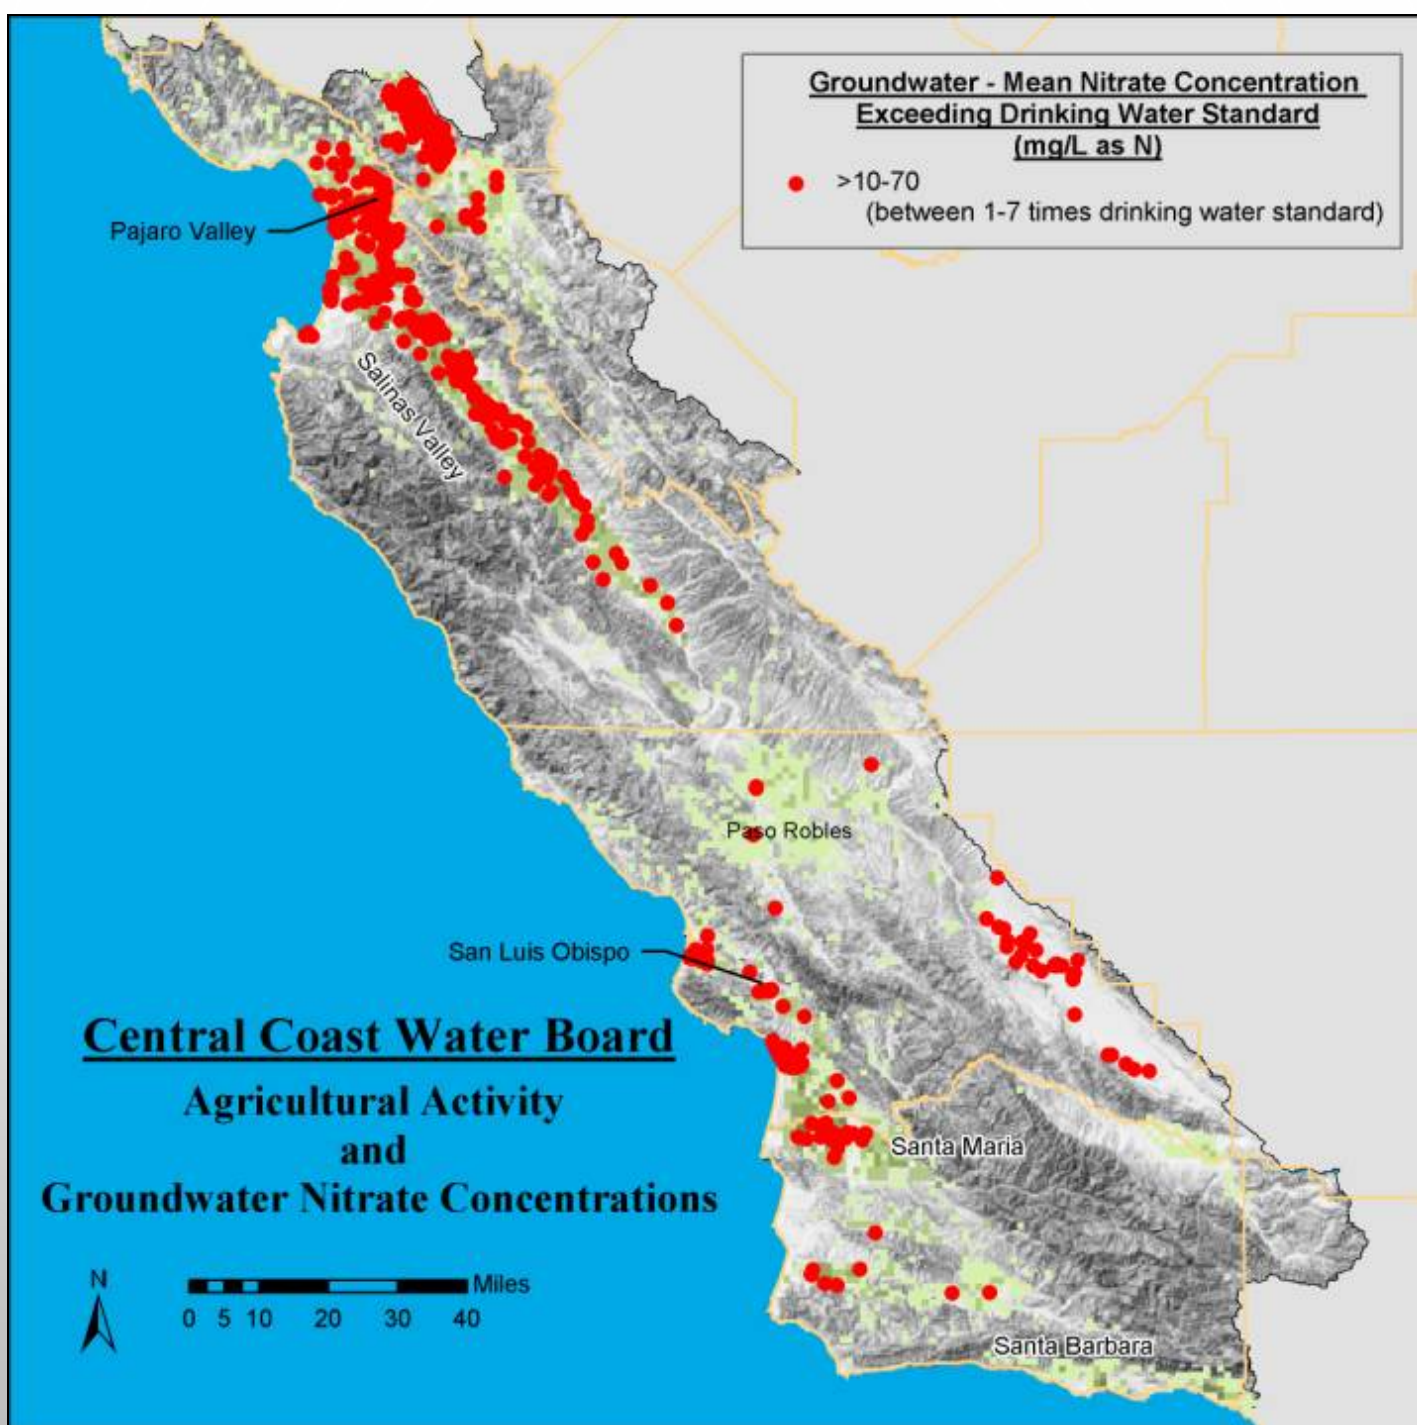 Groundwater - Mean Nitrate Concentration
Exceeding Drinking Water Standard
(mg/L as N)
>10-70
(between 1-7 times drinking water standard)
Pajaro Valley
Salinas Valley
Paso Robles
San Luis Obispo
Central Coast Water Board
Agricultural Activity
and
Groundwater Nitrate Concentrations
Santa Maria
N
Miles
0 5 10 20 30 40
Santa Barbara